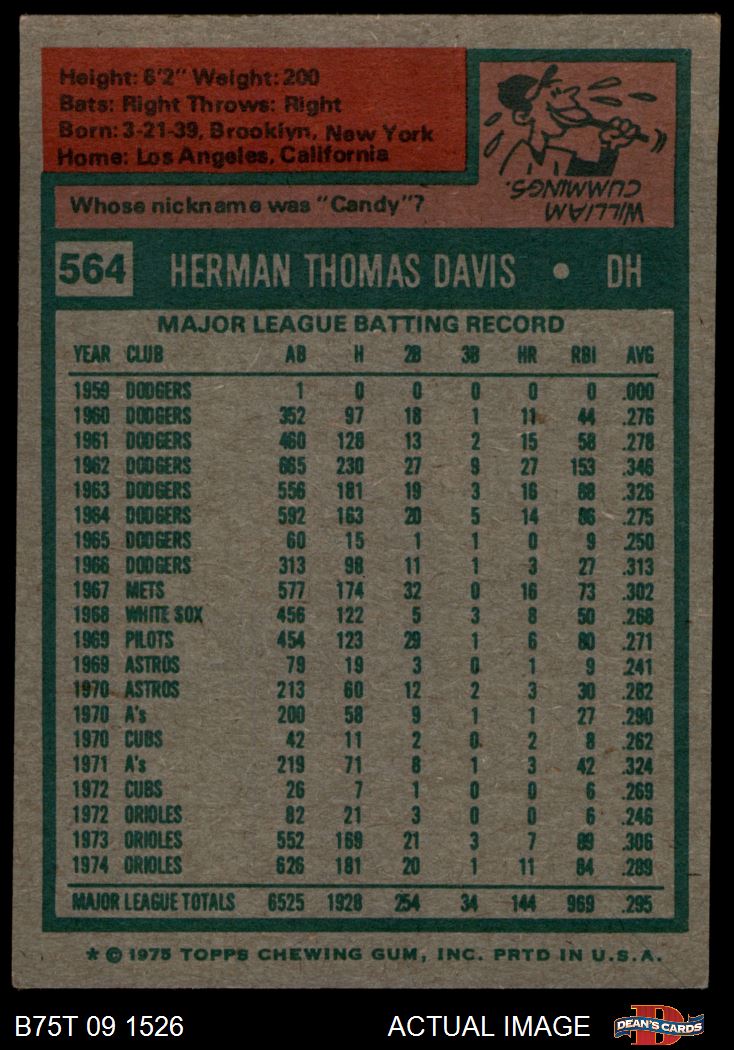 Height: 6'2" Weight: 200
Bats: Right Throws: Right
Born: 3-21-39, Brooklyn, New York
Home: Los Angeles, California
WILLIAM
CUMMINGS.
Whose nickname was "Candy"?
564 HERMAN THOMAS DAVIS • DH
MAJOR LEAGUE BATTING RECORD
YEAR CLUB AB H 2B 3B HR RBI AVG
1959 DODGERS 1 0 0 0 0 0 .000
1960 DODGERS 352 97 18 1 11 44 .276
1961 DODGERS 460 128 13 2 15 58 .278
1962 DODGERS 665 230 27 9 27 153 .346
1963 DODGERS 556 181 19 3 16 88 .326
1964 DODGERS 592 163 20 5 14 86 .275
1965 DODGERS 60 15 1 1 0 9 .250
1966 DODGERS 313 98 11 1 3 27 .313
1967 METS 577 174 32 0 16 73 .302
1968 WHITE SOX 456 122 5 3 8 50 .268
1969 PILOTS 454 123 29 1 6 80 .271
1969 ASTROS 79 19 3 0 1 9 .241
1970 ASTROS 213 60 12 2 3 30 .282
1970 A's 200 58 9 1 1 27 .290
1970 CUBS 42 11 2 0 2 8 .262
1971 A's 219 71 8 1 3 42 .324
1972 CUBS 26 7 1 0 0 6 .269
1972 ORIOLES 82 21 3 0 0 6 .246
1973 ORIOLES 552 169 21 3 7 89 .306
1974 ORIOLES 626 181 20 1 11 84 .289
MAJOR LEAGUE TOTALS 6525 1928 254 34 144 969 .295
* © 1975 TOPPS CHEWING GUM, INC. PRTD IN U.S.A.
B75T 09 1526 ACTUAL IMAGE DEAN'S CARDS